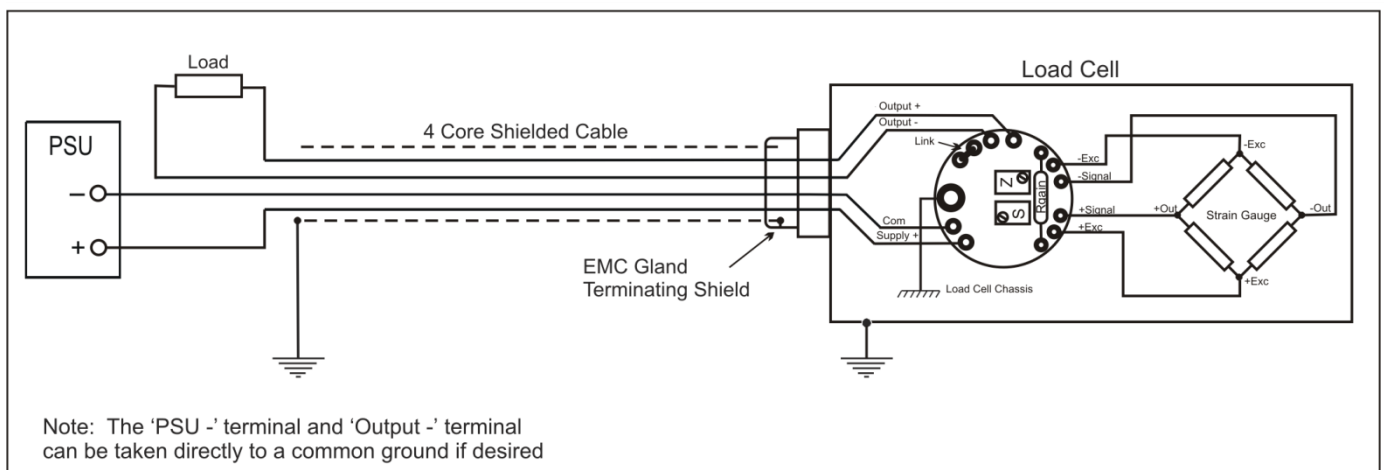 Load
Load Cell
PSU
4 Core Shielded Cable
Output +
Output -
Link
-Exc
-Exc
-Signal
Z
S
Rgain
+Signal
+Out
Strain Gauge
-Out
Com
+Exc
Supply +
–
+
EMC Gland
Terminating Shield
Load Cell Chassis
+Exc
Note: The ‘PSU -’ terminal and ‘Output -’ terminal
can be taken directly to a common ground if desired